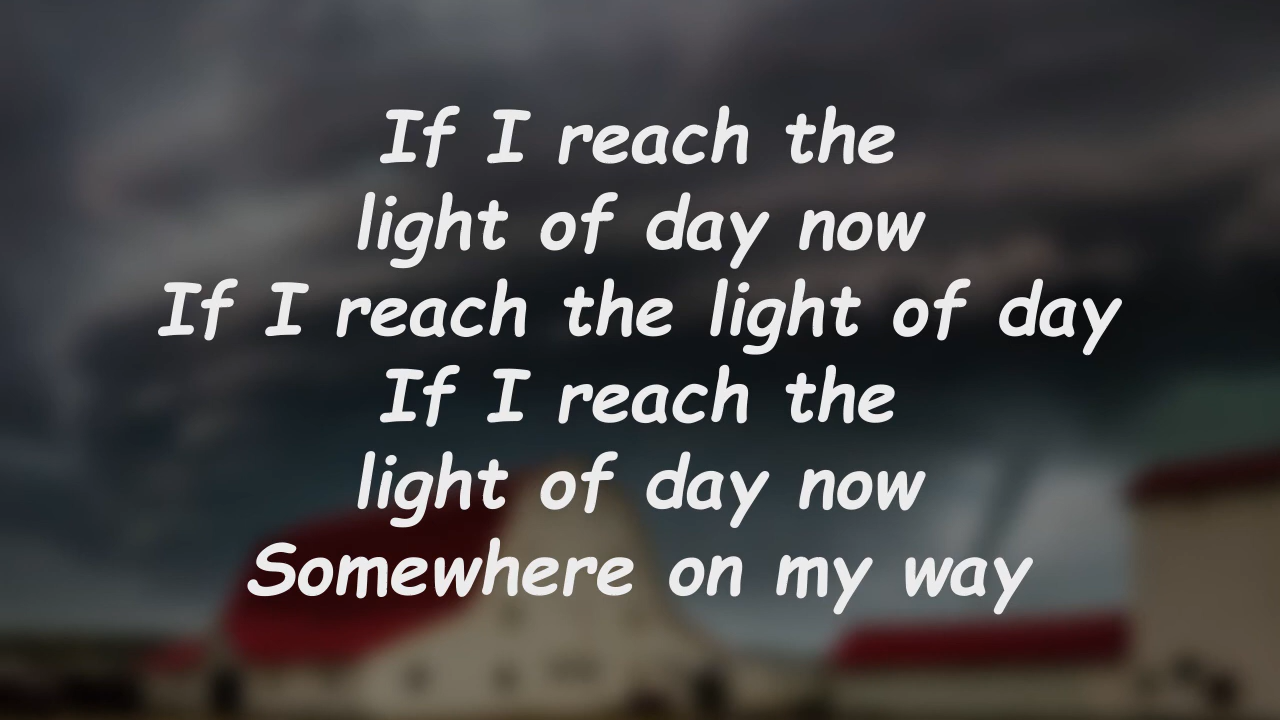 If I reach the
light of day now
If I reach the light of day
If I reach the
light of day now
Somewhere on my way